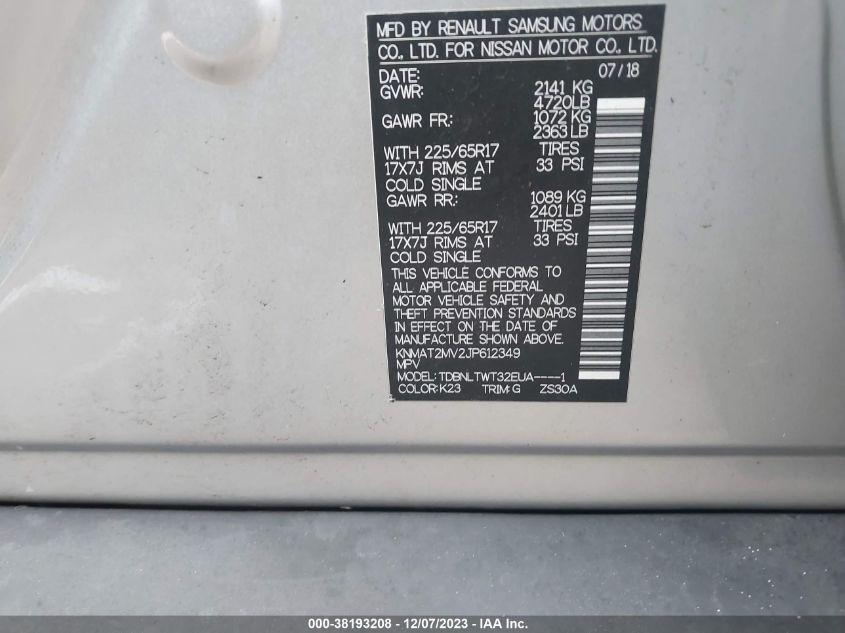 MFD BY RENAULT SAMSUNG MOTORS
CO., LTD. FOR NISSAN MOTOR CO., LTD.
DATE: 07/18
GVWR: 2141 KG
4720LB
GAWR FR: 1072 KG
2363 LB
WITH 225/65R17 TIRES
17X7J RIMS AT 33 PSI
COLD SINGLE
GAWR RR: 1089 KG
2401 LB
WITH 225/65R17 TIRES
17X7J RIMS AT 33 PSI
COLD SINGLE
THIS VEHICLE CONFORMS TO
ALL APPLICABLE FEDERAL
MOTOR VEHICLE SAFETY AND
THEFT PREVENTION STANDARDS
IN EFFECT ON THE DATE OF
MANUFACTURE SHOWN ABOVE.
KNMAT2MV2JP612349
MPV
MODEL: TDBNLTWT32EUA----1
COLOR:K23 TRIM:G ZS30A
000-38193208 - 12/07/2023 - IAA Inc.